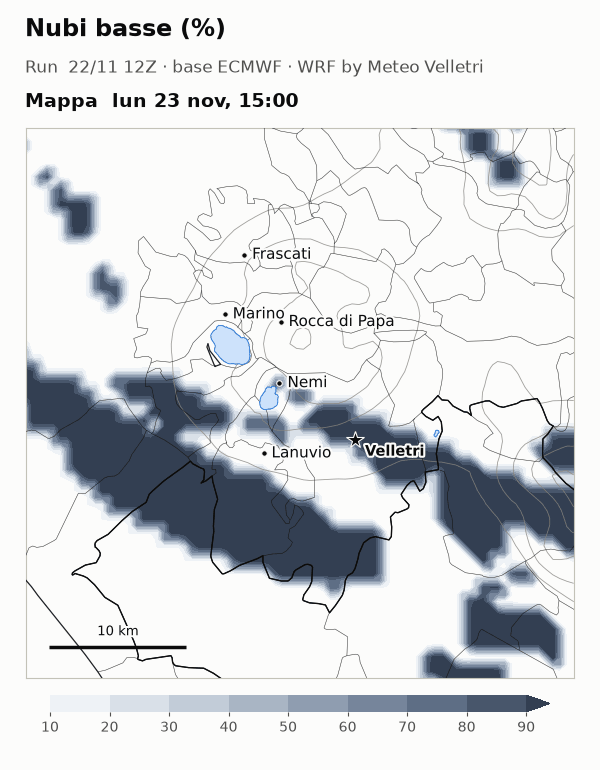 Nubi basse (%)
Run  22/11 12Z · base ECMWF · WRF by Meteo Velletri
Mappa  lun 23 nov, 15:00
Frascati
Marino
Rocca di Papa
Nemi
Velletri
Lanuvio
10 km
10 20 30 40 50 60 70 80 90